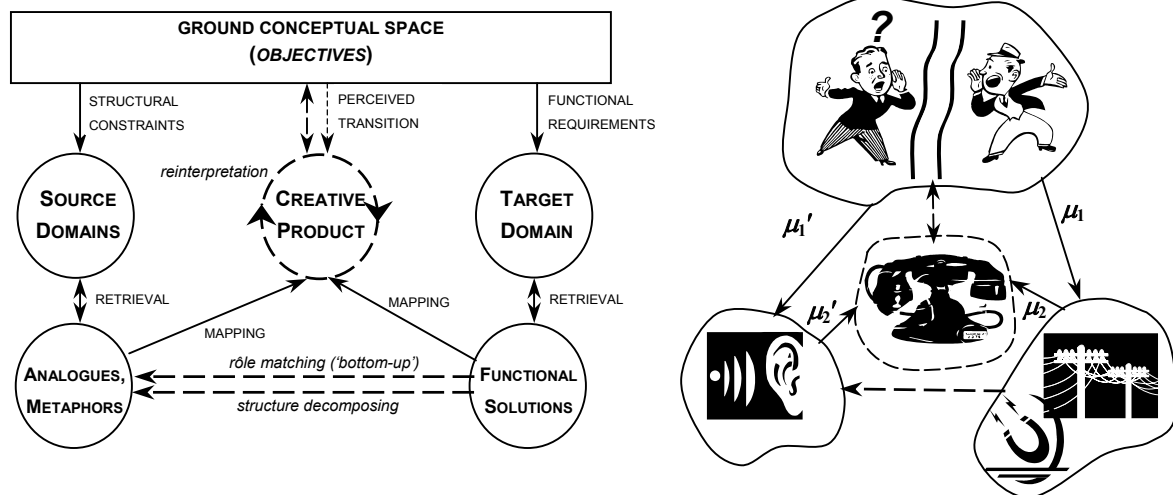 GROUND CONCEPTUAL SPACE
(OBJECTIVES)
STRUCTURAL
CONSTRAINTS
PERCEIVED
TRANSITION
FUNCTIONAL
REQUIREMENTS
reinterpretation
SOURCE
DOMAINS
CREATIVE
PRODUCT
TARGET
DOMAIN
RETRIEVAL
MAPPING
MAPPING
RETRIEVAL
ANALOGUES,
METAPHORS
rôle matching ('bottom-up')
structure decomposing
FUNCTIONAL
SOLUTIONS
?
μ1′
μ1
μ2′
μ2